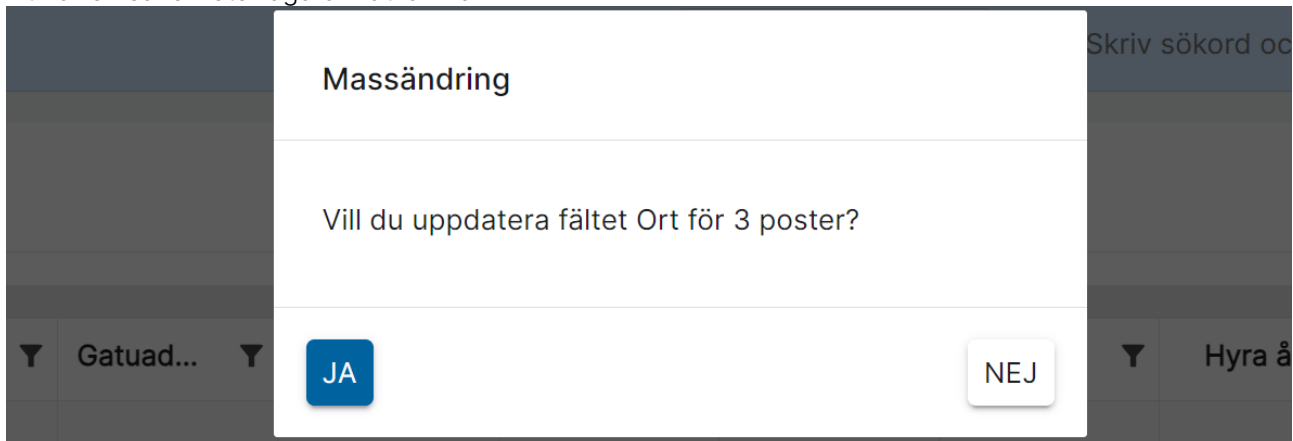 Skriv sökord oc
Massändring
Vill du uppdatera fältet Ort för 3 poster?
Gatuad...
Hyra å
JA
NEJ